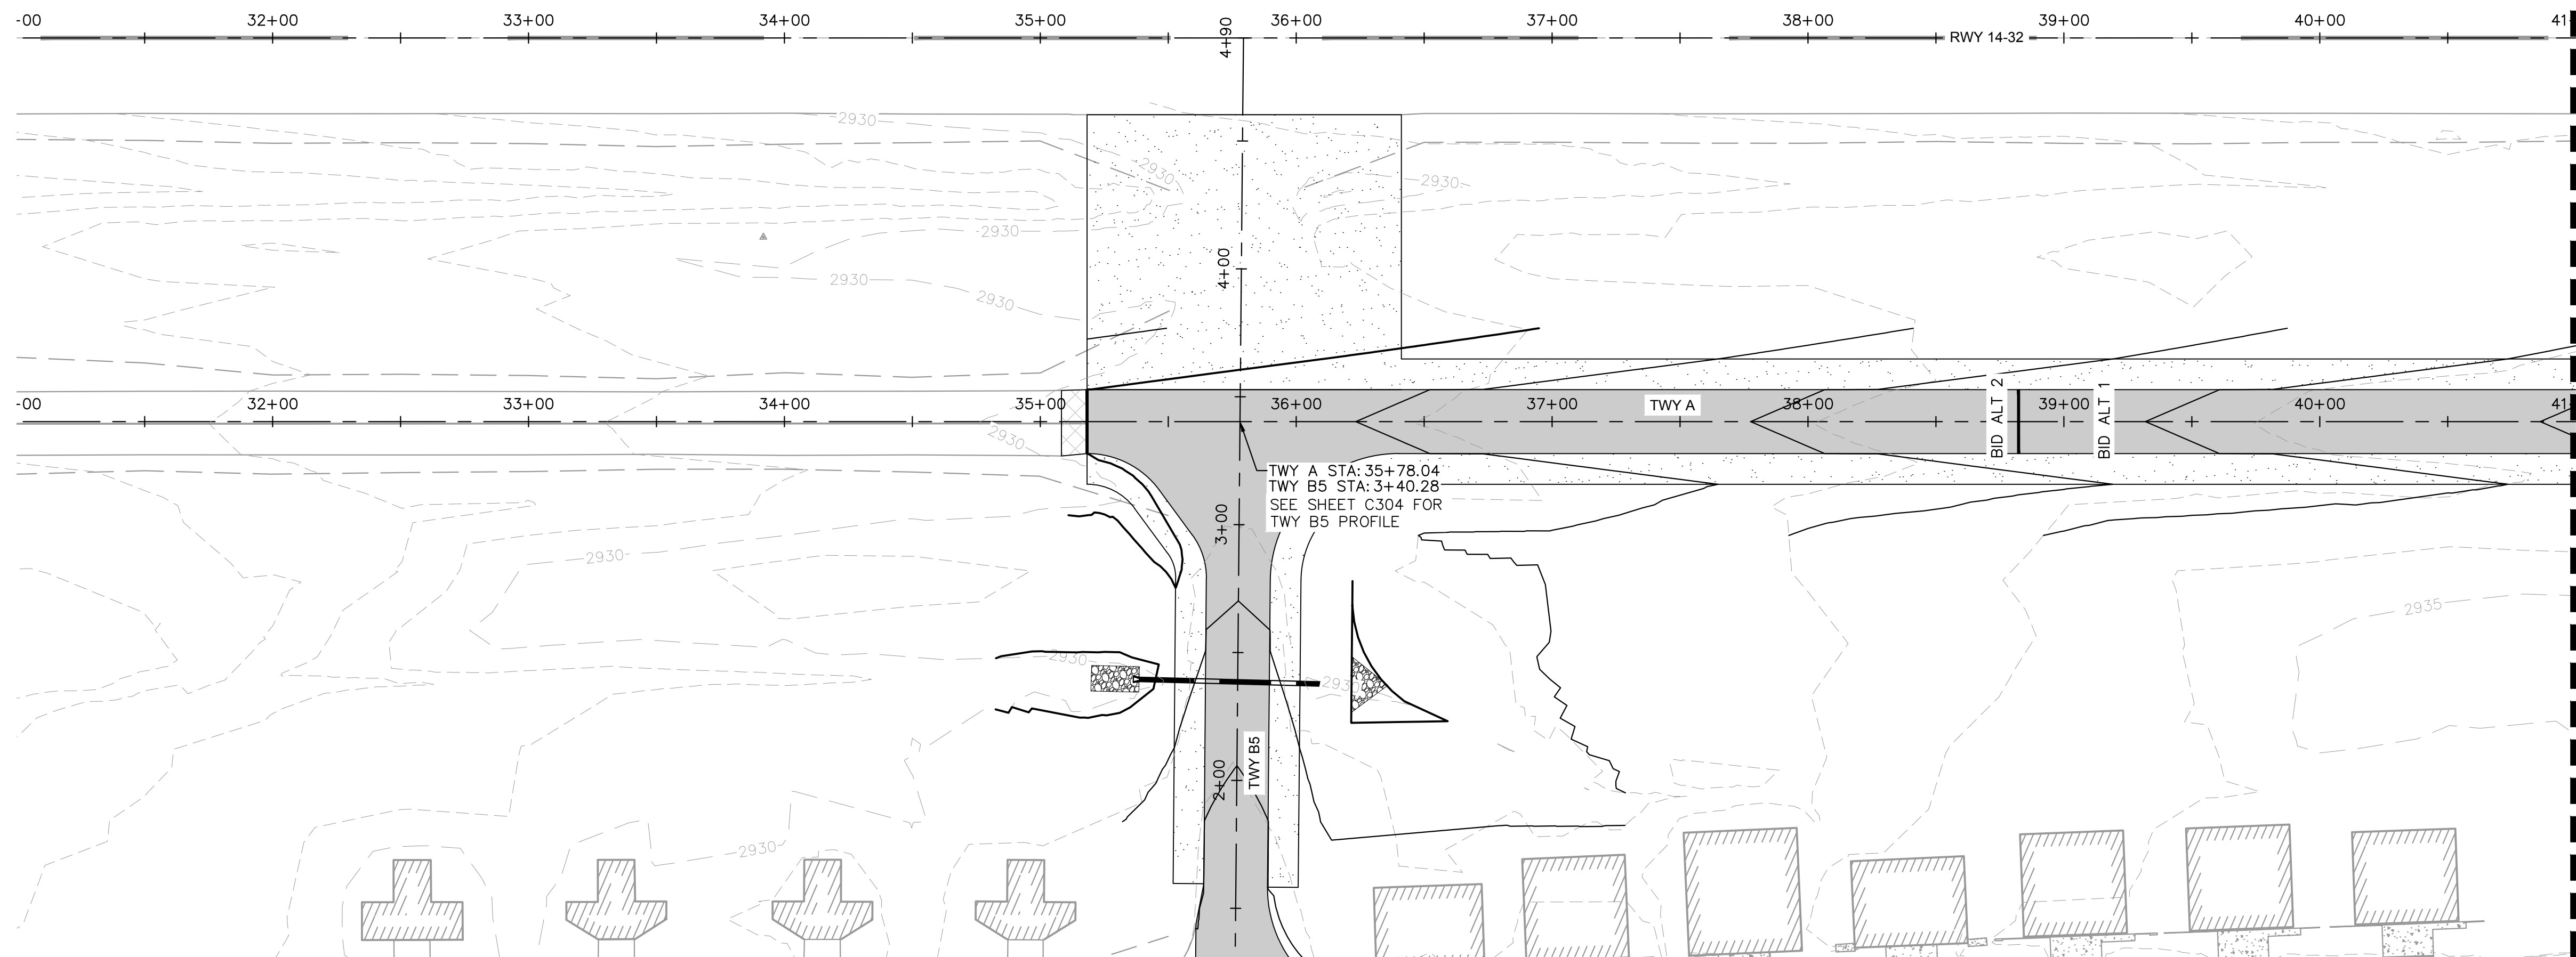 -00 32+00 33+00 34+00 35+00 36+00 37+00 38+00 39+00 40+00 41+
4+90
RWY 14-32
2930
2930
2930
2930
2930
2930
4+00
-00 32+00 33+00 34+00 35+00 36+00 37+00 38+00 39+00 40+00 41+
TWY A
BID ALT 2
BID ALT 1
2930
TWY A STA:35+78.04
TWY B5 STA:3+40.28
SEE SHEET C304 FOR
TWY B5 PROFILE
3+00
2930
2935
2930
2930
TWY B5
2+00
2930